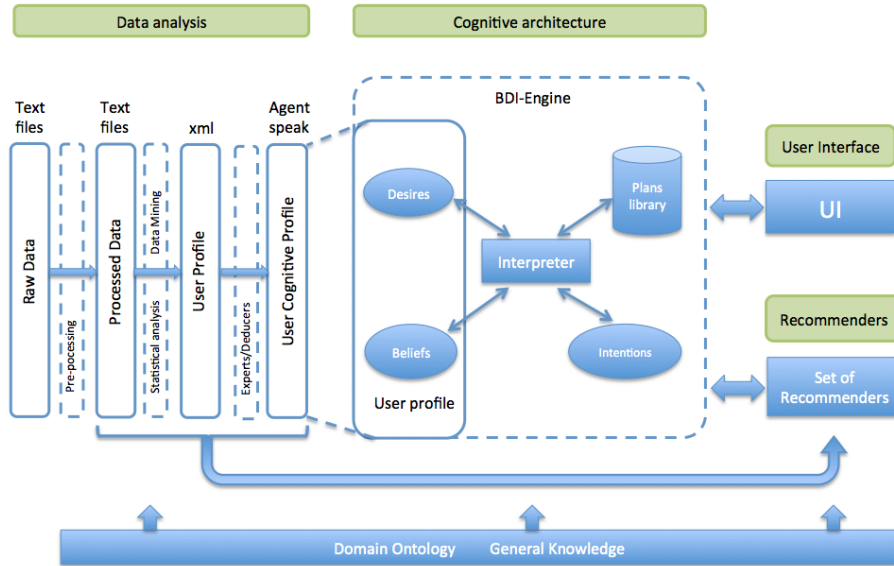 Data analysis
Cognitive architecture
BDI-Engine
Text
files
Text
files
xml
Agent
speak
Raw Data
Pre-pocessing
Processed Data
Statistical analysis
Data Mining
User Profile
Experts/Deducers
User Cognitive Profile
Desires
Plans
library
Interpreter
Beliefs
Intentions
User profile
User Interface
UI
Recommenders
Set of
Recommenders
Domain Ontology
General Knowledge